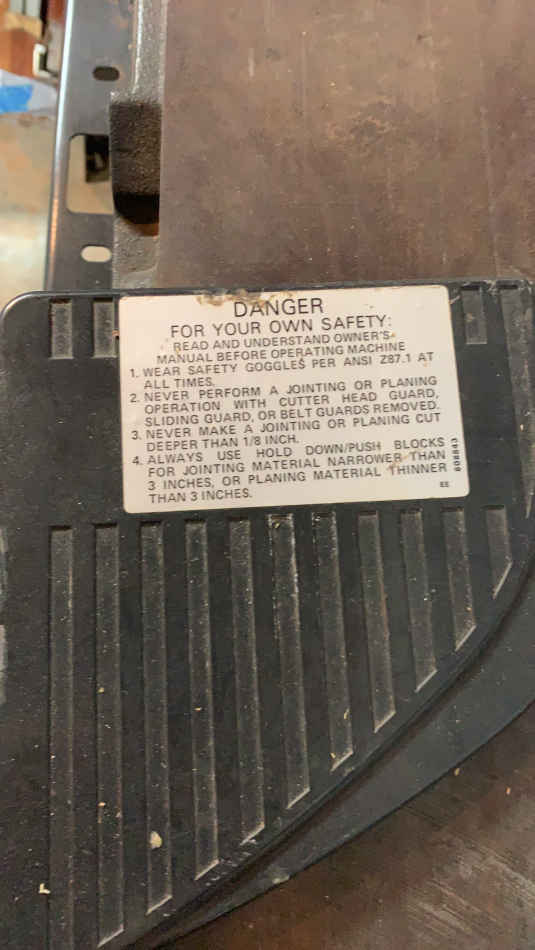 DANGER
FOR YOUR OWN SAFETY:
READ AND UNDERSTAND OWNER'S
MANUAL BEFORE OPERATING MACHINE
1. WEAR SAFETY GOGGLES PER ANSI Z87.1 AT
ALL TIMES.
2. NEVER PERFORM A JOINTING OR PLANING
OPERATION WITH CUTTER HEAD GUARD,
SLIDING GUARD, OR BELT GUARDS REMOVED.
3. NEVER MAKE A JOINTING OR PLANING CUT
DEEPER THAN 1/8 INCH.
4. ALWAYS USE HOLD DOWN/PUSH BLOCKS
FOR JOINTING MATERIAL NARROWER THAN
3 INCHES, OR PLANING MATERIAL THINNER
THAN 3 INCHES.
EE